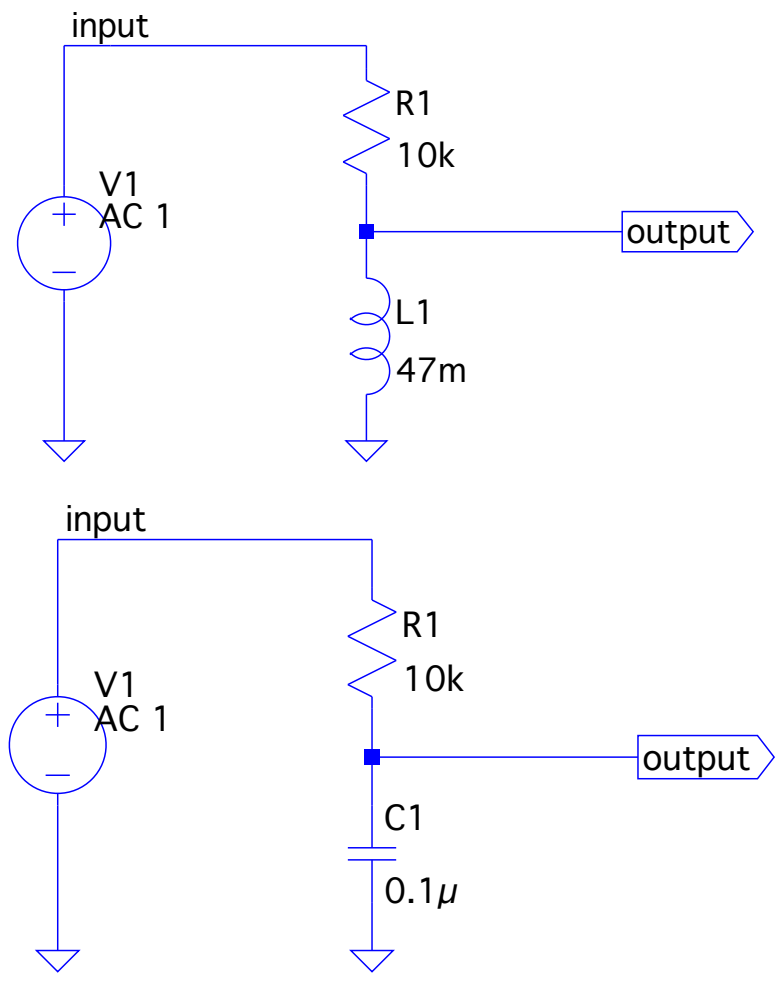 input
R1
10k
V1
AC 1
output
L1
47m
input
R1
10k
V1
AC 1
output
C1
0.1µ